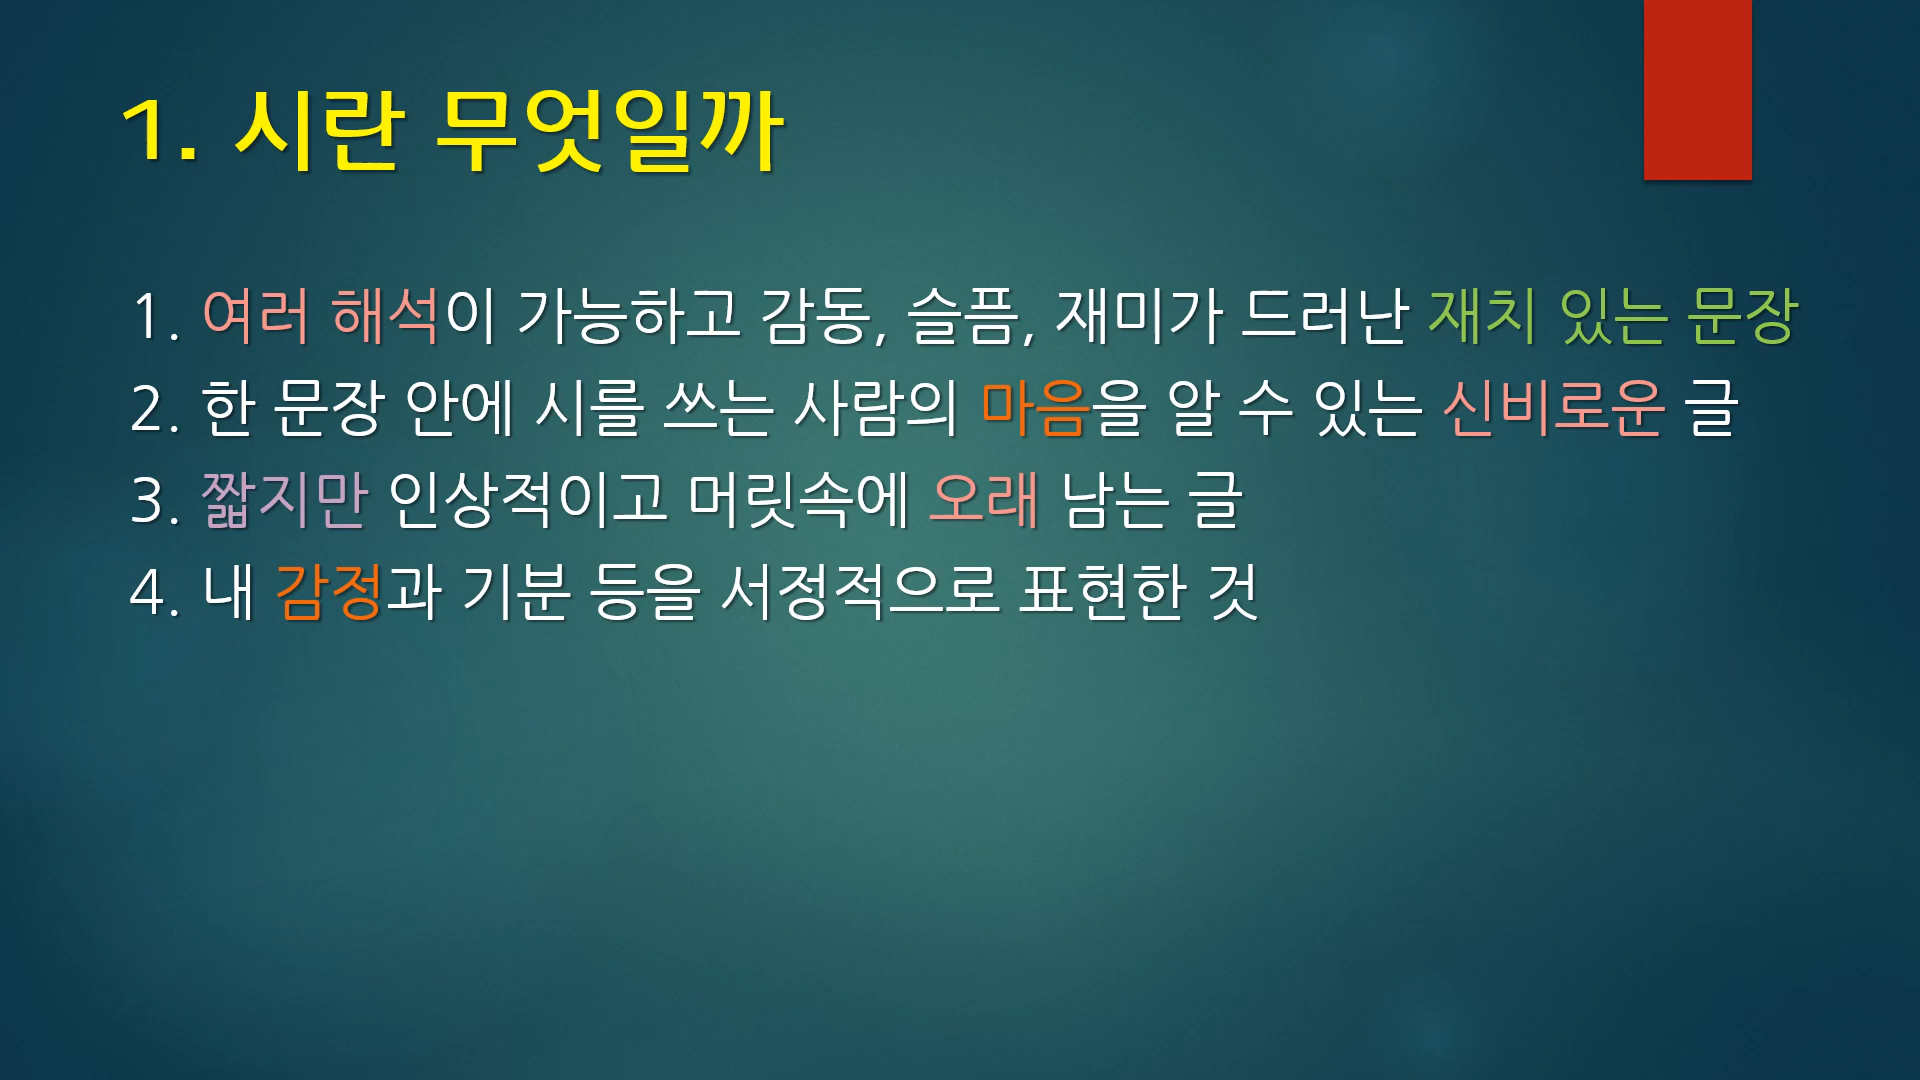 1. 시란 무엇일까
1. 여러 해석이 가능하고 감동, 슬픔, 재미가 드러난 재치 있는 문장
2. 한 문장 안에 시를 쓰는 사람의 마음을 알 수 있는 신비로운 글
3. 짧지만 인상적이고 머릿속에 오래 남는 글
4. 내 감정과 기분 등을 서정적으로 표현한 것